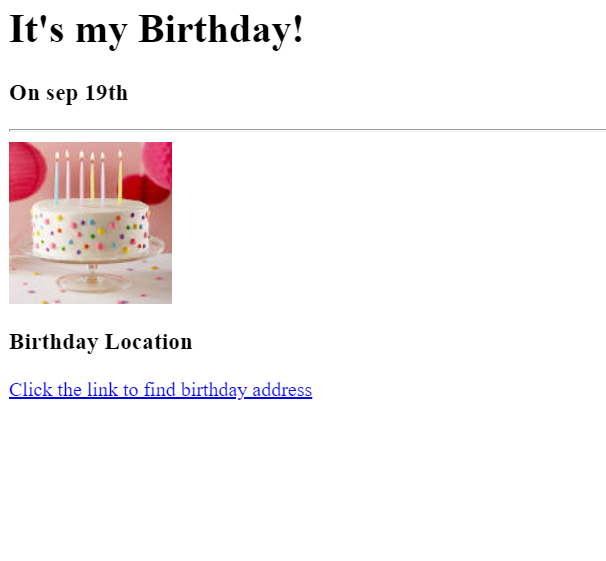 It's my Birthday!
On sep 19th
Birthday Location
Click the link to find birthday address